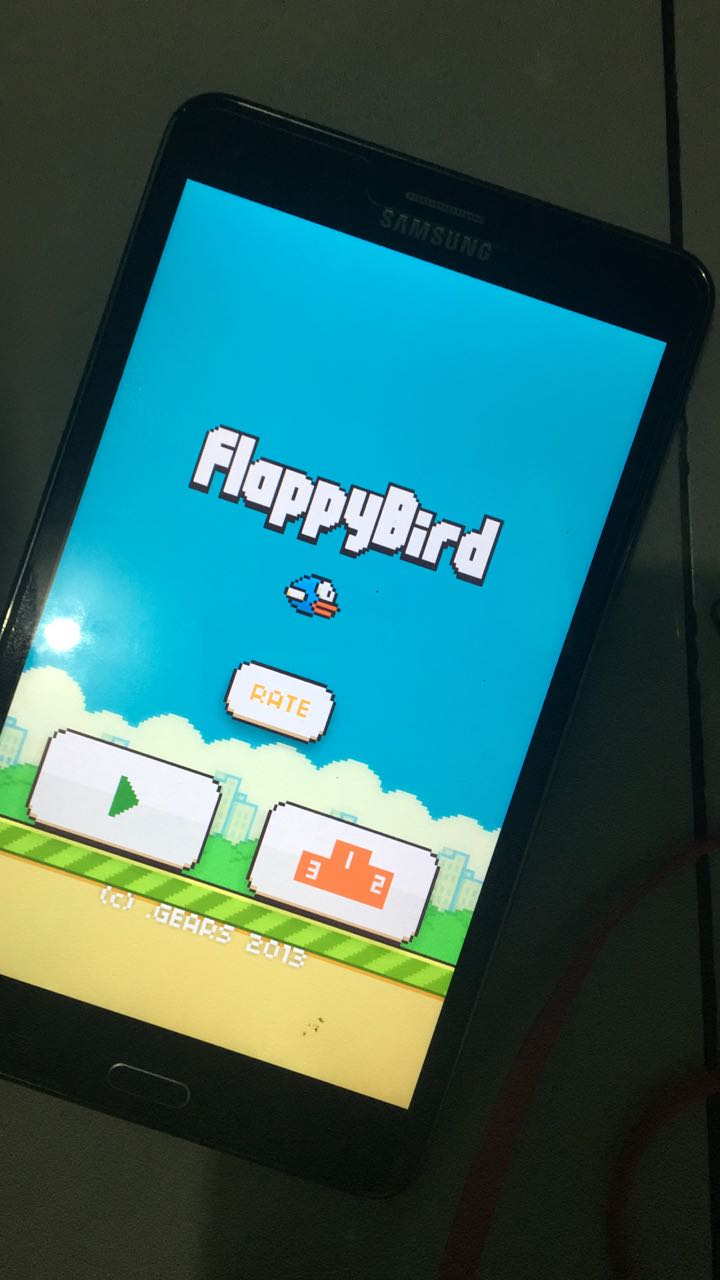 SAMSUNG
FlappyBird
RATE
1
3 2
(c) .GEARS 2013